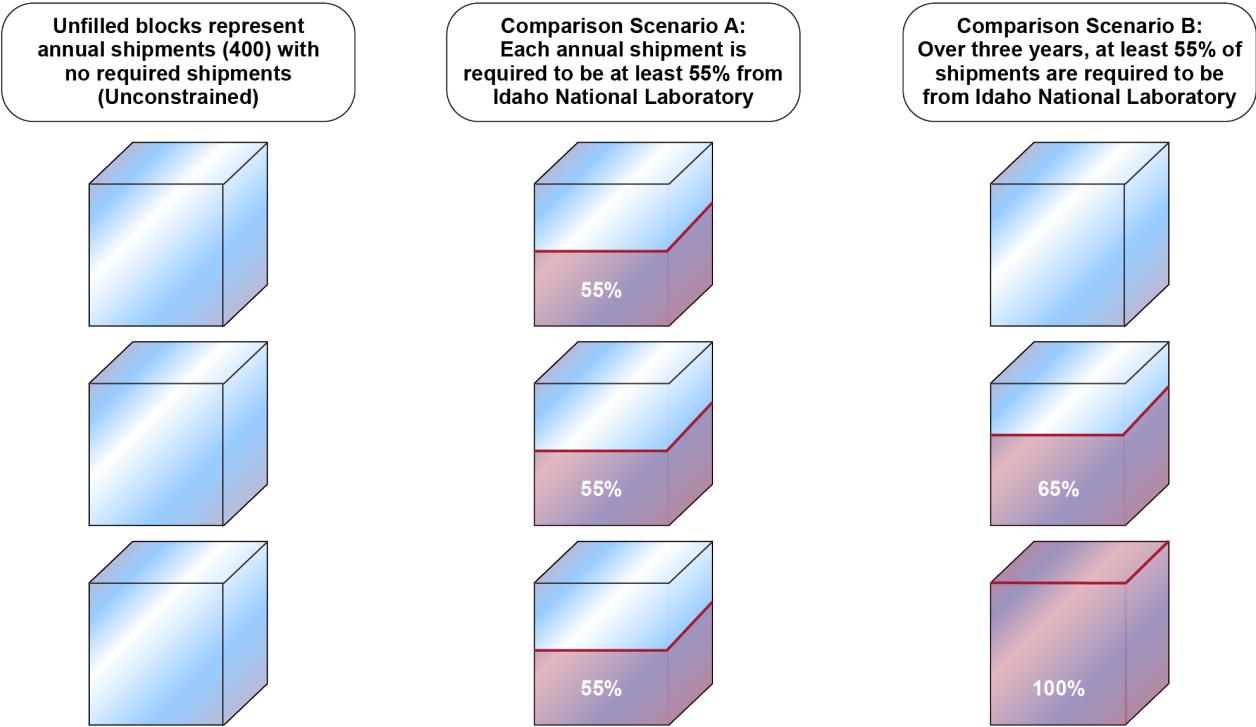 Unfilled blocks represent
annual shipments (400) with
no required shipments
(Unconstrained)
Comparison Scenario A:
Each annual shipment is
required to be at least 55% from
Idaho National Laboratory
Comparison Scenario B:
Over three years, at least 55% of
shipments are required to be
from Idaho National Laboratory
55%
55%
65%
55%
100%